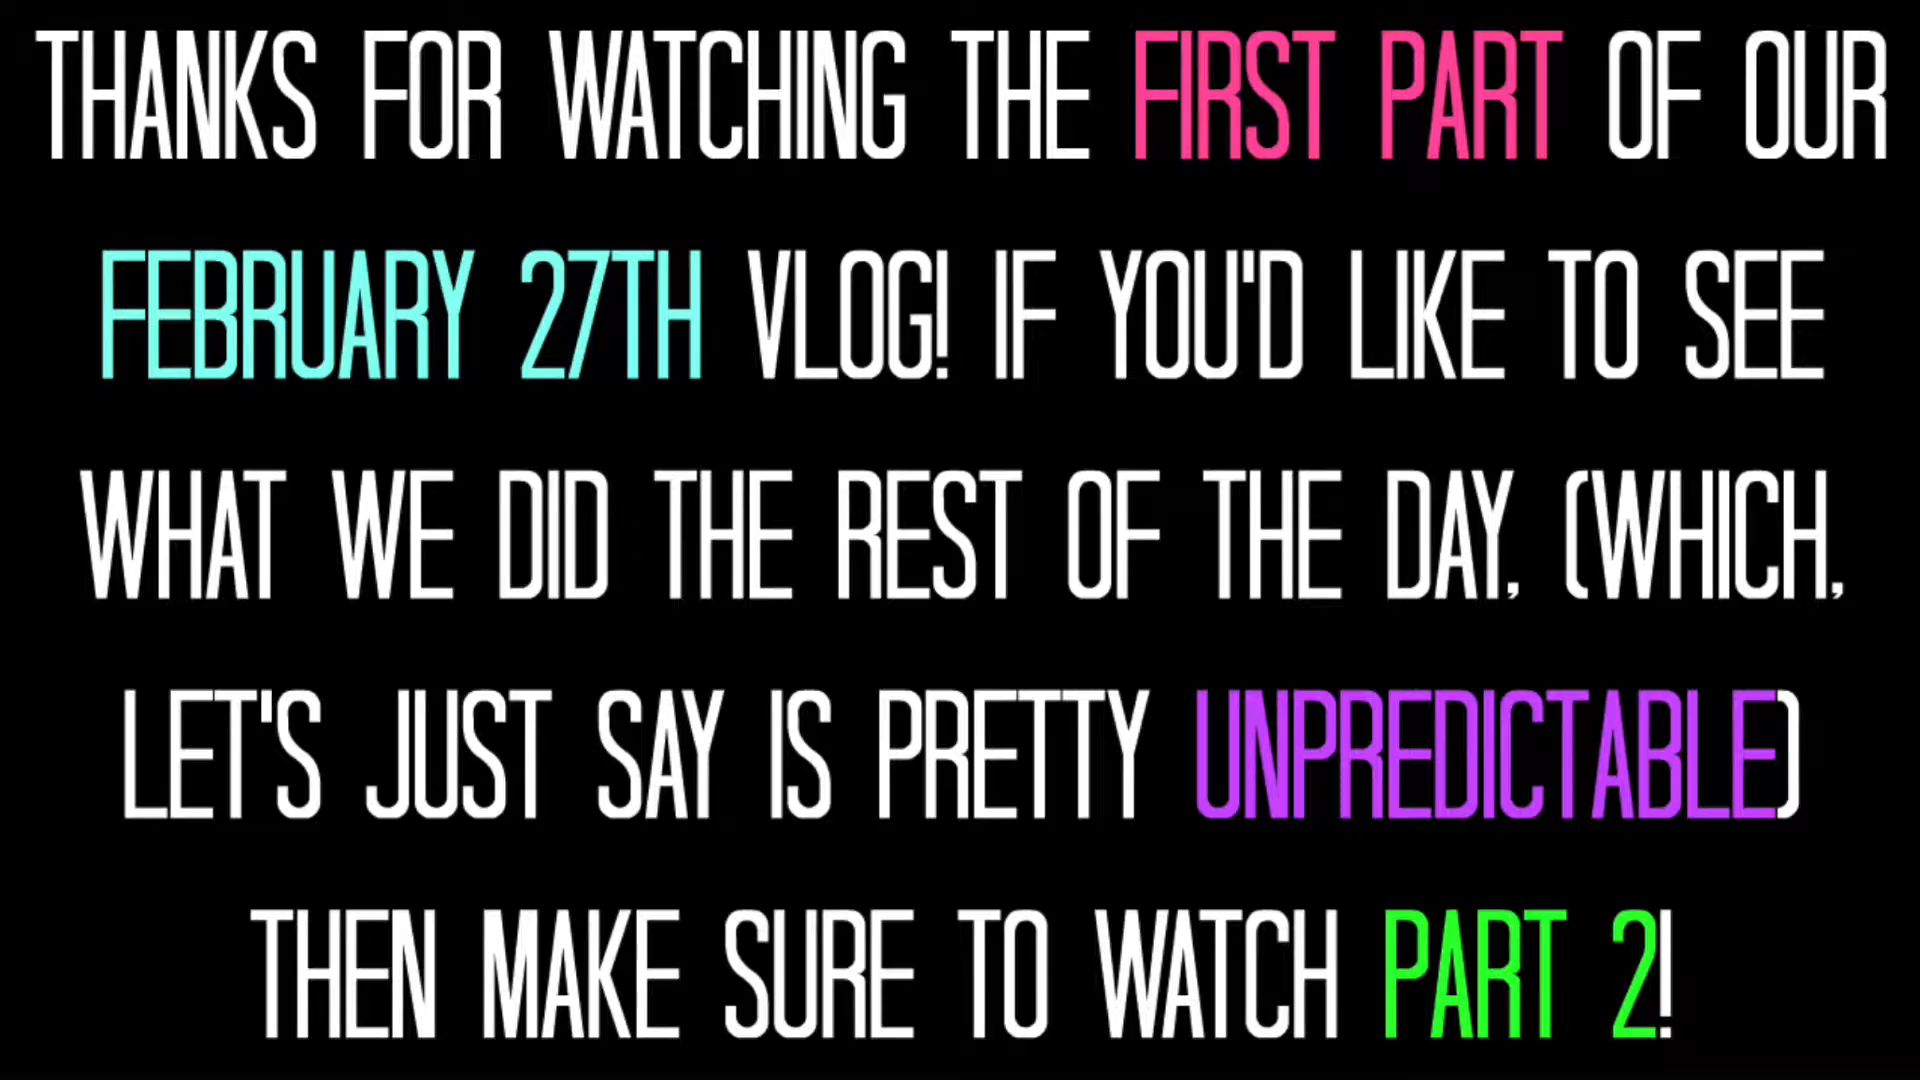 THANKS FOR WATCHING THE FIRST PART OF OUR
FEBRUARY 27TH VLOG! IF YOU'D LIKE TO SEE
WHAT WE DID THE REST OF THE DAY, (WHICH,
LET'S JUST SAY IS PRETTY UNPREDICTABLE)
THEN MAKE SURE TO WATCH PART 2!